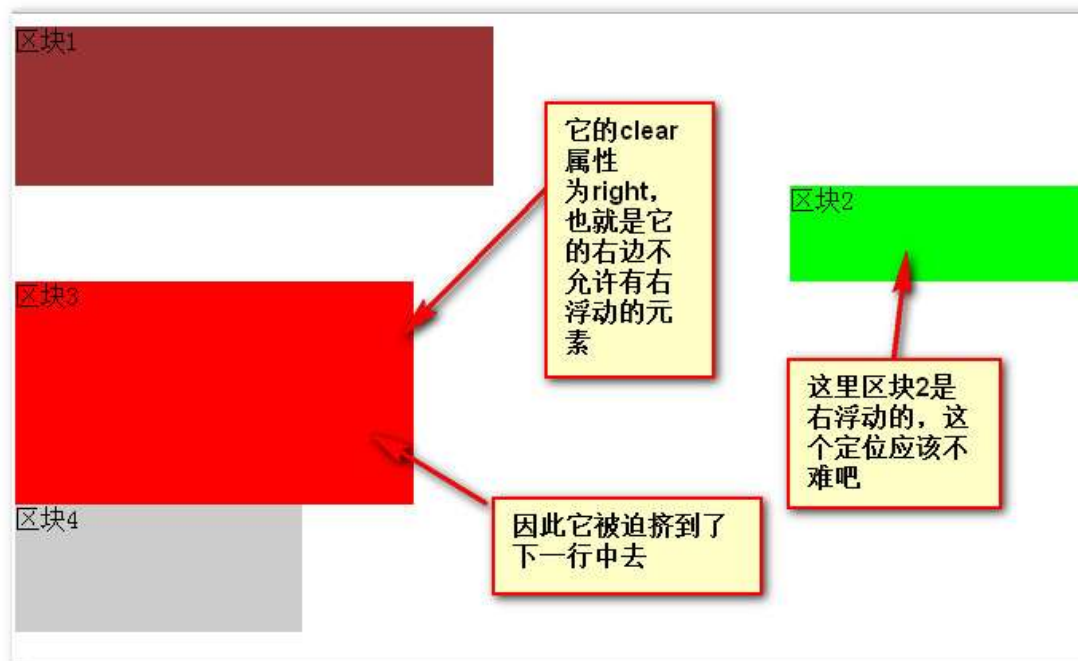 区块1
它的clear
属性
为right，
也就是它
的右边不
允许有右
浮动的元
素
区块2
区块3
这里区块2是
右浮动的，这
个定位应该不
难吧
区块4
因此它被迫挤到了
下一行中去